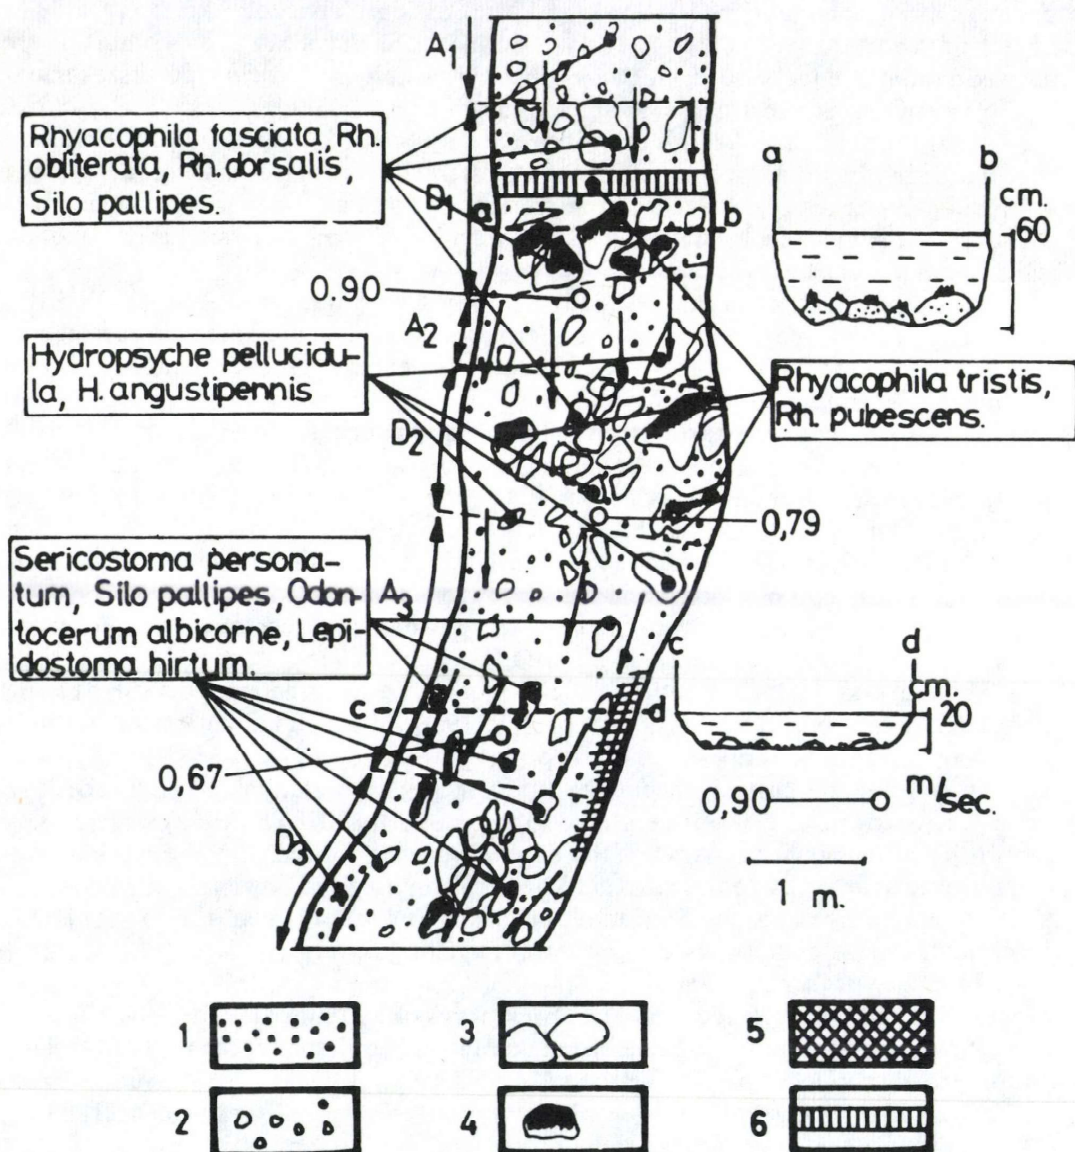 A1
Rhyacophila fasciata, Rh.
obliterata, Rh. dorsalis,
Silo pallipes.
D1
a
b
a
b
cm.
60
0,90
A2
Hydropsyche pellucidu-
la, H. angustipennis
Rhyacophila tristis,
Rh. pubescens.
D2
0,79
Sericostoma persona-
tum, Silo pallipes, Odon-
tocerum albicorne, Lepi-
dostoma hirtum.
A3
c
d
c
d
cm.
20
0,67
0,90
m/sec.
D3
1 m.
1
3
5
2
4
6